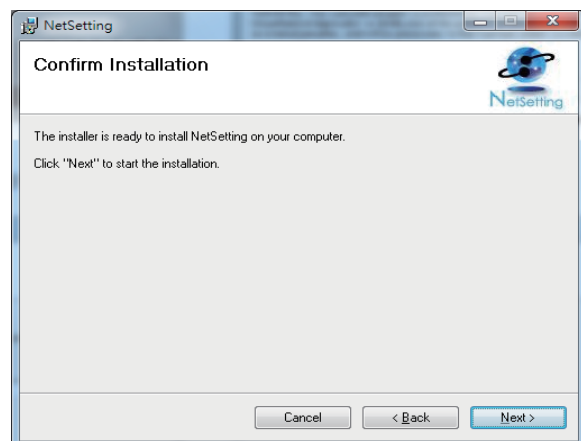 NetSetting
Confirm Installation
NetSetting
The installer is ready to install NetSetting on your computer.
Click "Next" to start the installation.
Cancel
< Back
Next >